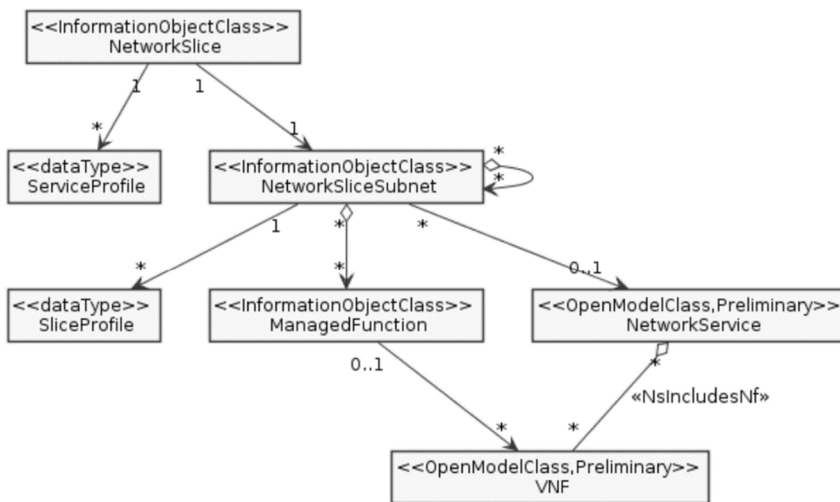 <<InformationObjectClass>>
NetworkSlice
1
1
*
1
<<dataType>>
ServiceProfile
<<InformationObjectClass>>
NetworkSliceSubnet
*
*
1
*
*
*
*
0..1
<<dataType>>
SliceProfile
<<InformationObjectClass>>
ManagedFunction
<<OpenModelClass,Preliminary>>
NetworkService
0..1
*
«NsIncludesNf»
*
*
<<OpenModelClass,Preliminary>>
VNF